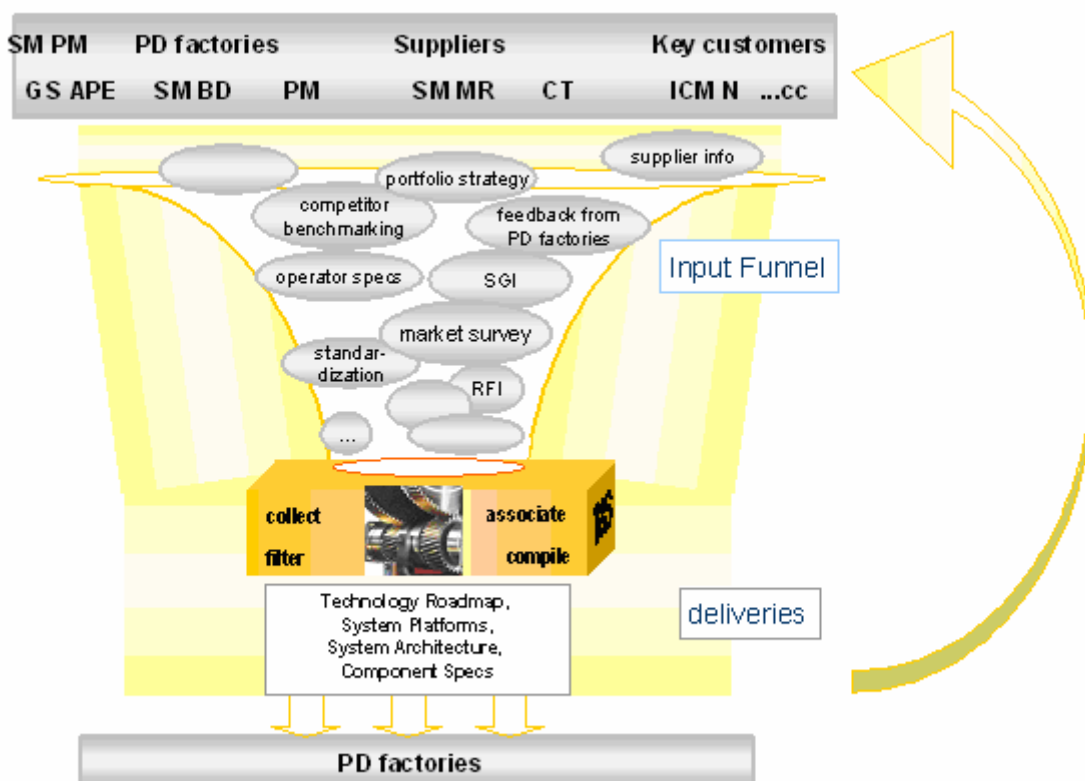 SM PM PD factories Suppliers Key customers
GS APE SM BD PM SM MR CT ICM N ...cc
supplier info
portfolio strategy
competitor
benchmarking
feedback from
PD factories
Input Funnel
operator specs
SGI
market survey
standar-
dization
RFI
...
collect
associate
filter
compile
Technology Roadmap,
System Platforms,
System Architecture,
Component Specs
deliveries
PD factories